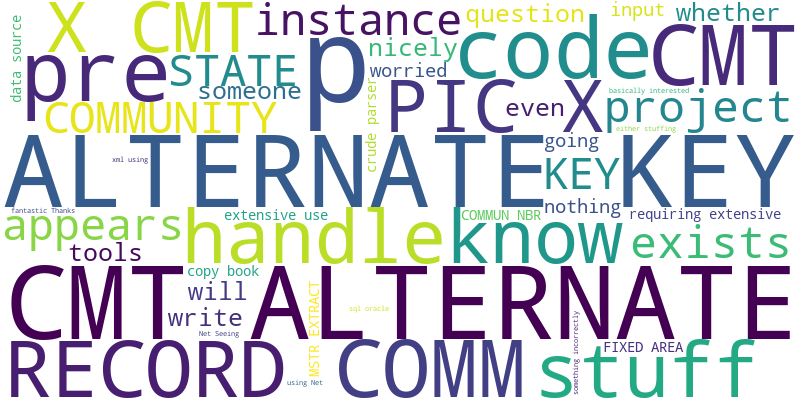 X CMT
instance
question
input
whether
data source
pre
STATE
someone
p
nicely
worried
code
CMT
basically interested
COMMUNITY
crude parser
PIC X
even
project
either stuffing
ALTERNATE KEY
xml using
going
KEY
nothing
fantastic Thanks
appears
extensive use
handle
know
COMMUN NBR
requiring extensive
exists
tools
copy book
CMT ALTERNATE
will
write
Net Seeing
MSTR EXTRACT
sql oracle
something incorrectly
RECORD COMM
using Net
stuff
FIXED AREA